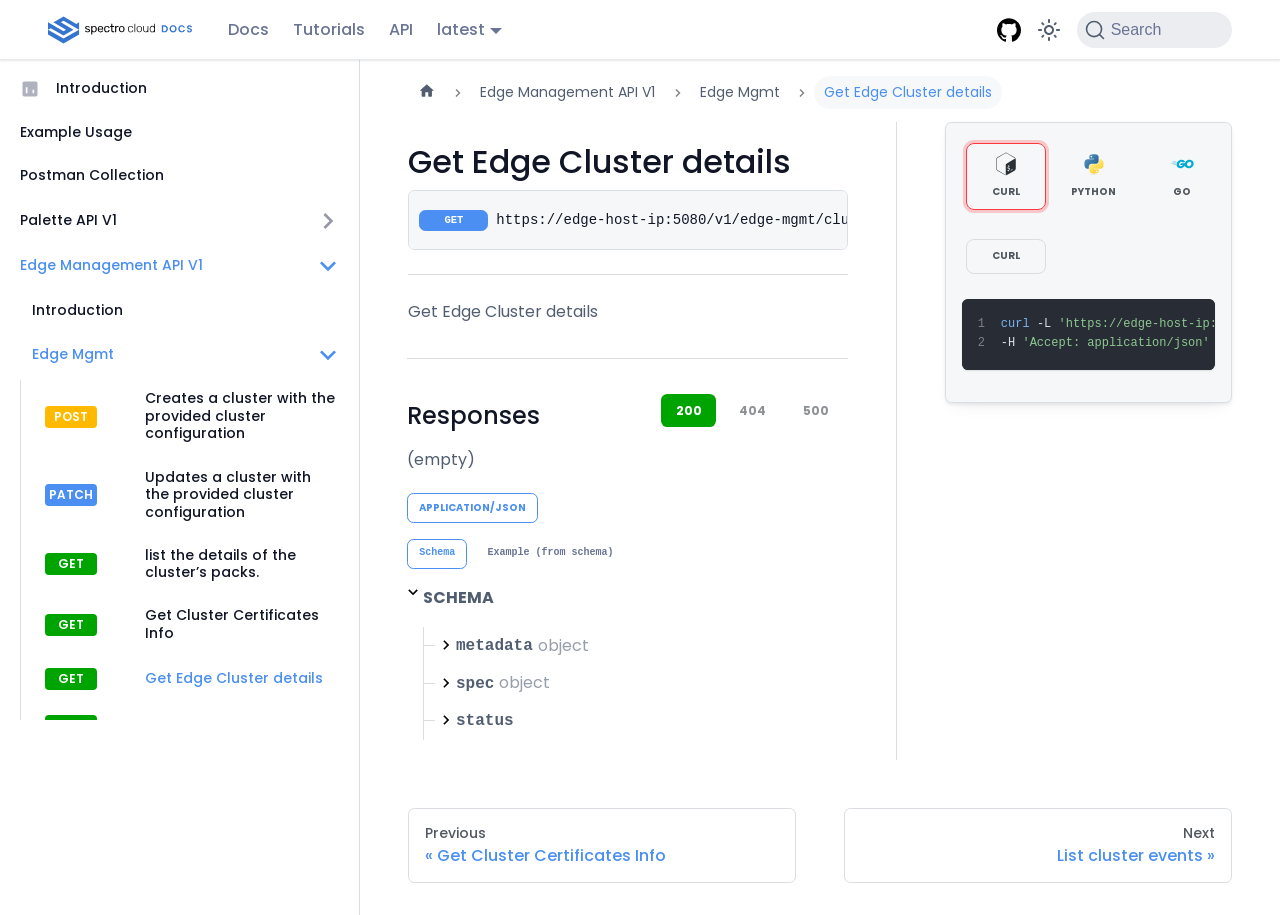 spectro cloud DOCS
Docs
Tutorials
API
latest
Search
Introduction
Example Usage
Postman Collection
Palette API V1
Edge Management API V1
Introduction
Edge Mgmt
POST
Creates a cluster with the
provided cluster
configuration
PATCH
Updates a cluster with
the provided cluster
configuration
GET
list the details of the
cluster’s packs.
GET
Get Cluster Certificates
Info
GET
Get Edge Cluster details
Edge Management API V1
Edge Mgmt
Get Edge Cluster details
Get Edge Cluster details
GET https://edge-host-ip:5080/v1/edge-mgmt/clu
Get Edge Cluster details
Responses
200
404
500
(empty)
APPLICATION/JSON
Schema
Example (from schema)
SCHEMA
metadata object
spec object
status
CURL
PYTHON
GO
CURL
1 curl -L 'https://edge-host-ip:
2 -H 'Accept: application/json'
Previous
« Get Cluster Certificates Info
Next
List cluster events »